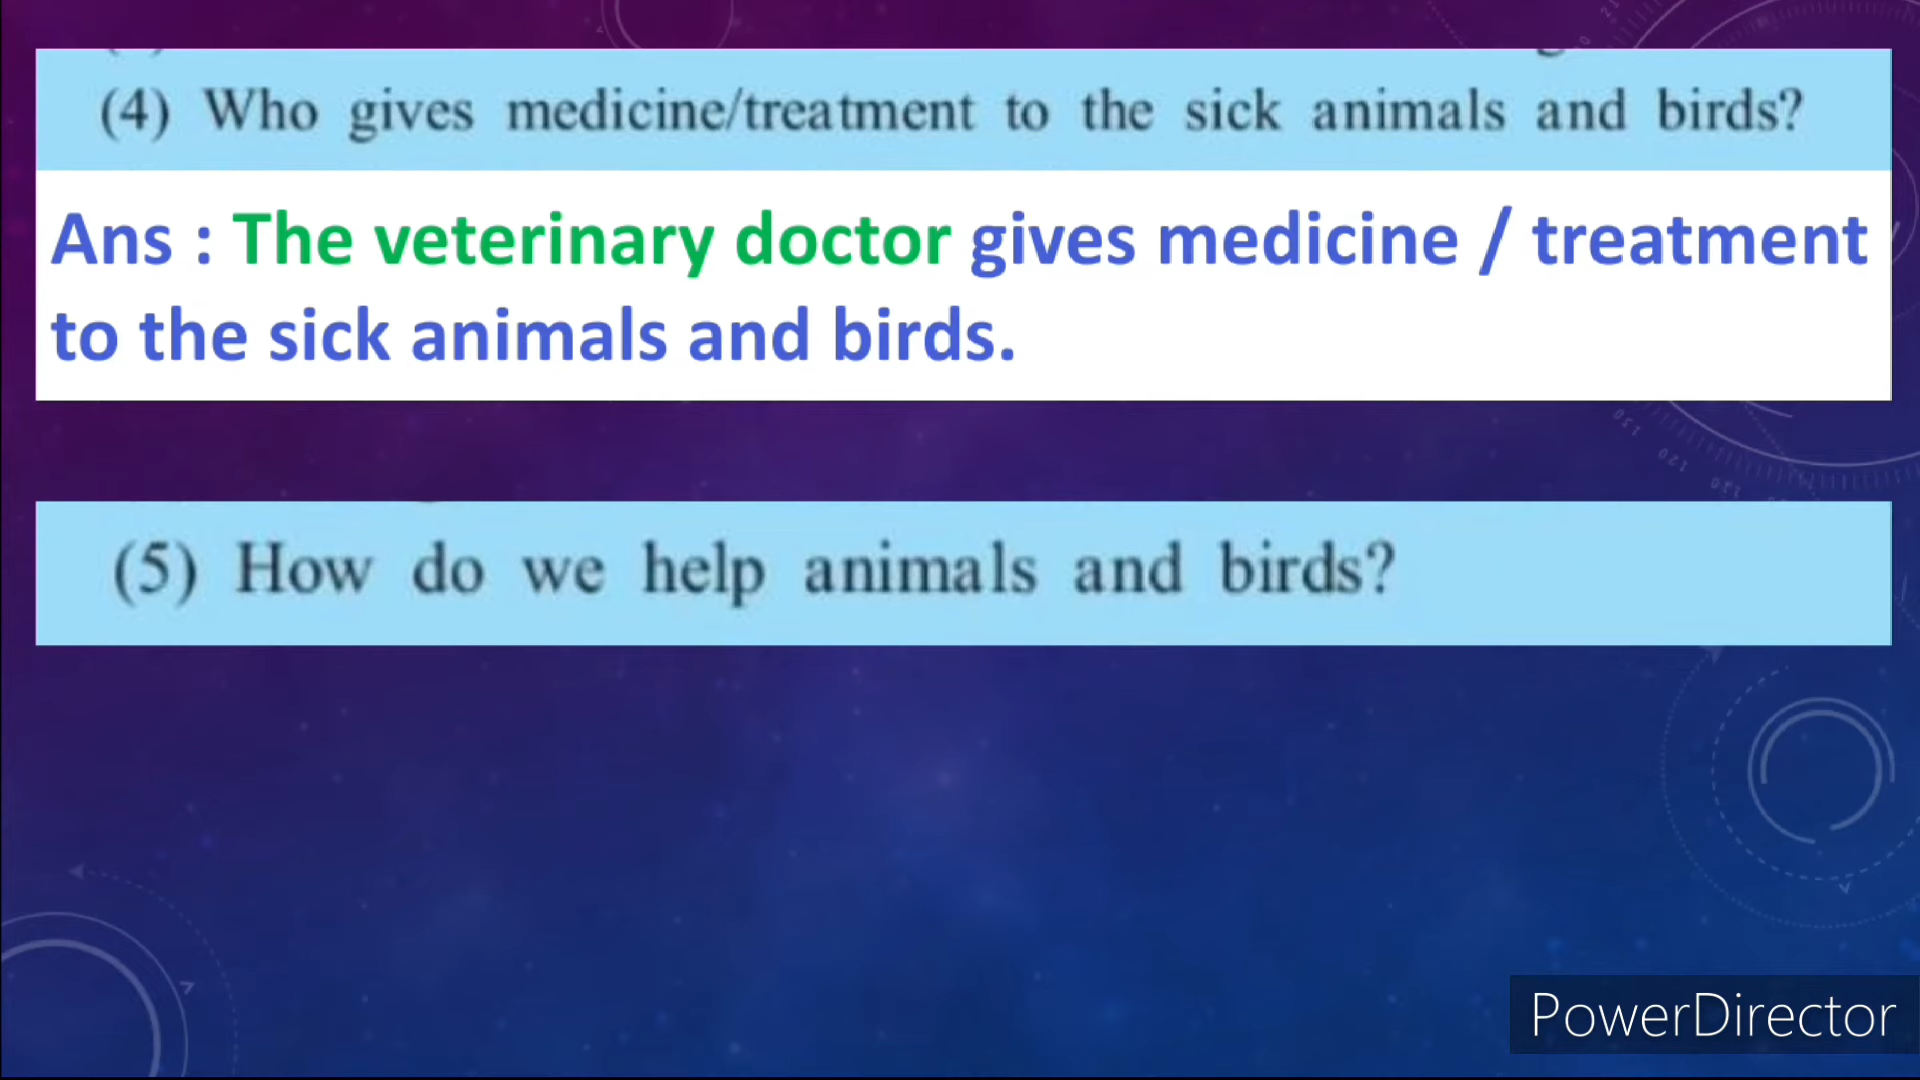 (4) Who gives medicine/treatment to the sick animals and birds?
Ans : The veterinary doctor gives medicine / treatment
to the sick animals and birds.
(5) How do we help animals and birds?
PowerDirector